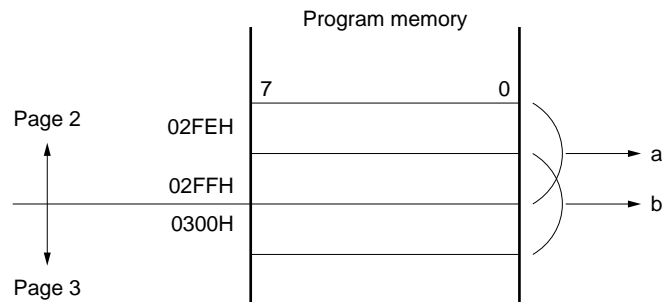 Program memory
7 0
Page 2
02FEH
a
02FFH
b
0300H
Page 3